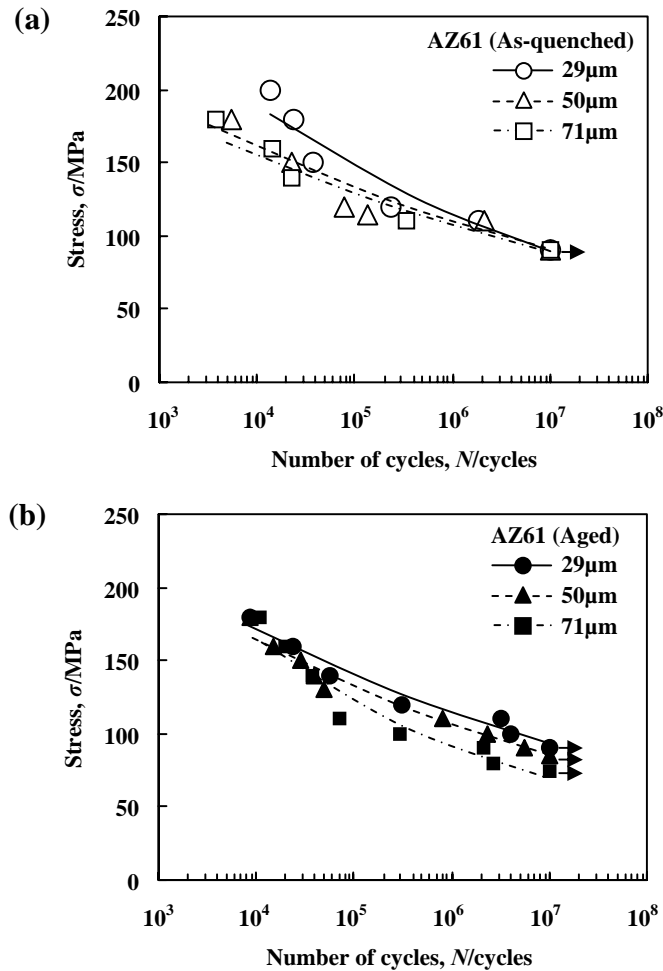 (a)
AZ61 (As-quenched)
29μm
50μm
71μm
250
200
150
100
50
0
Stress, σ/MPa
10³ 10⁴ 10⁵ 10⁶ 10⁷ 10⁸
Number of cycles, N/cycles
(b)
AZ61 (Aged)
29μm
50μm
71μm
250
200
150
100
50
0
Stress, σ/MPa
10³ 10⁴ 10⁵ 10⁶ 10⁷ 10⁸
Number of cycles, N/cycles